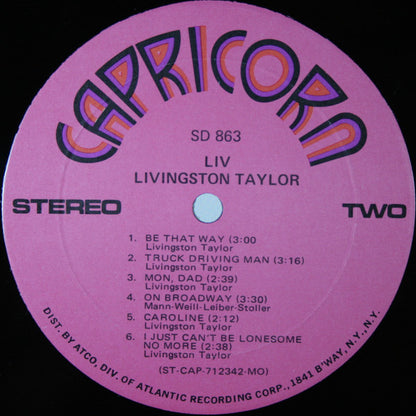 CAPRICORN
SD 863
LIV
LIVINGSTON TAYLOR
STEREO TWO
1. BE THAT WAY (3:00
Livingston Taylor
2. TRUCK DRIVING MAN (3:16)
Livingston Taylor
3. MON, DAD (2:39)
Livingston Taylor
4. ON BROADWAY (3:30)
Mann-Weill-Leiber-Stoller
5. CAROLINE (2:12)
Livingston Taylor
6. I JUST CAN'T BE LONESOME
NO MORE (2:38)
Livingston Taylor
(ST-CAP-712342-MO)
DIST. BY ATCO, DIV. OF ATLANTIC RECORDING CORP., 1841 B'WAY, N.Y., N.Y.